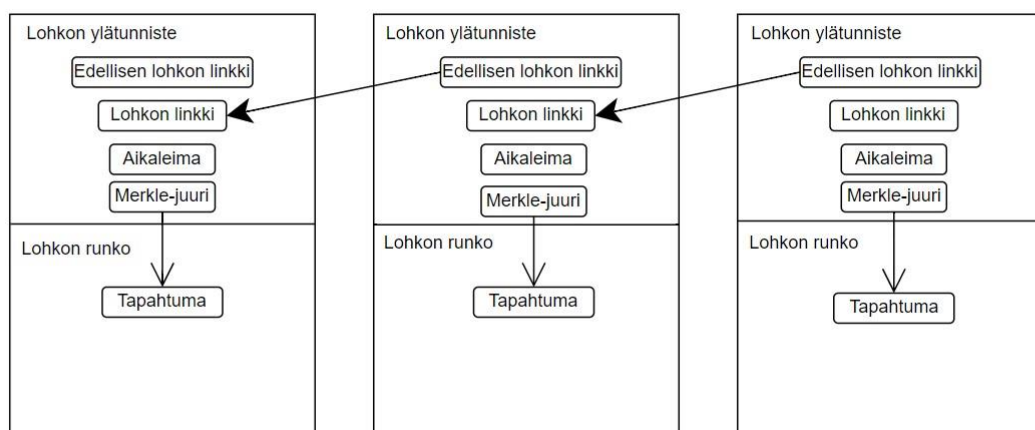 Lohkon ylätunniste
Edellisen lohkon linkki
Lohkon linkki
Aikaleima
Merkle-juuri
Lohkon runko
Tapahtuma
Lohkon ylätunniste
Edellisen lohkon linkki
Lohkon linkki
Aikaleima
Merkle-juuri
Lohkon runko
Tapahtuma
Lohkon ylätunniste
Edellisen lohkon linkki
Lohkon linkki
Aikaleima
Merkle-juuri
Lohkon runko
Tapahtuma